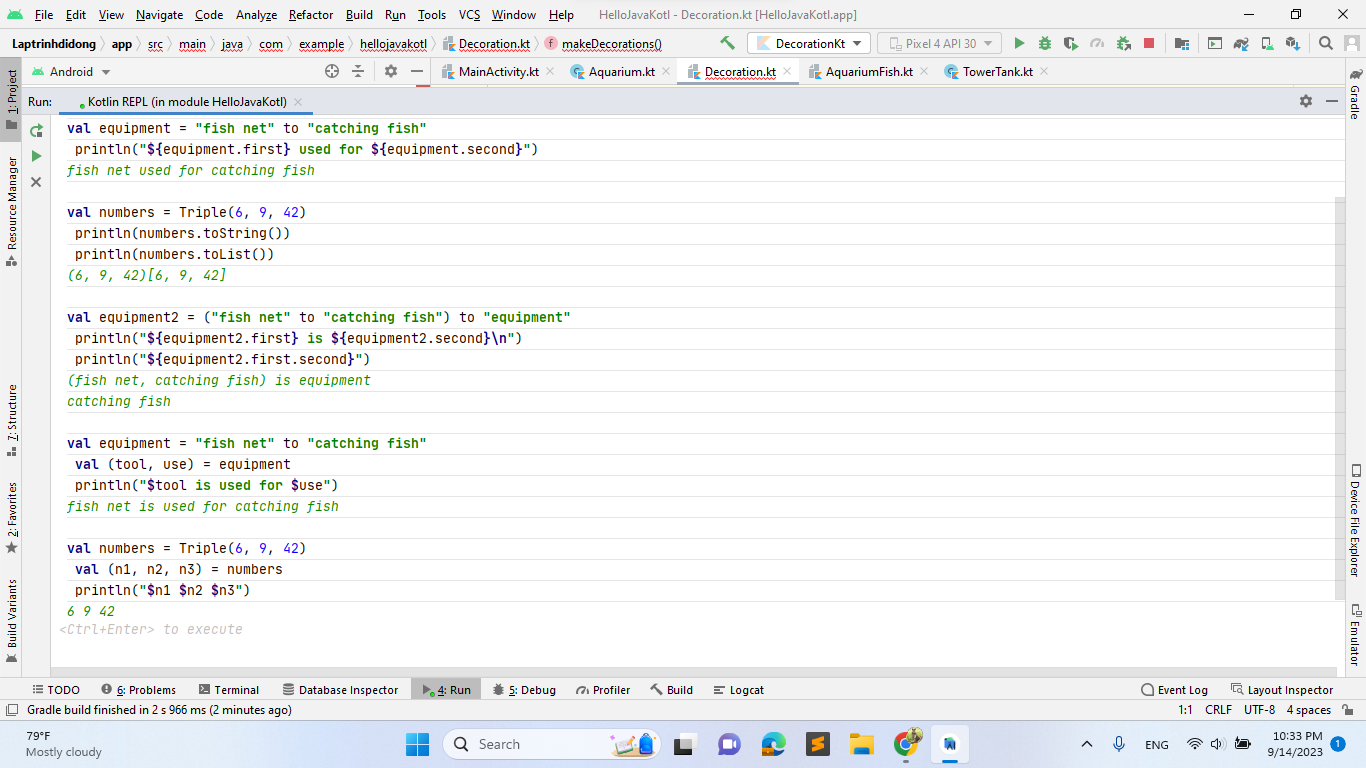 File Edit View Navigate Code Analyze Refactor Build Run Tools VCS Window Help HelloJavaKotl - Decoration.kt [HelloJavaKotl.app]
Laptrinhdidong app src main java com example hellojavakotl Decoration.kt makeDecorations() DecorationKt Pixel 4 API 30
Android MainActivity.kt Aquarium.kt Decoration.kt AquariumFish.kt TowerTank.kt
Run: Kotlin REPL (in module HelloJavaKotl)
val equipment = "fish net" to "catching fish"
println("${equipment.first} used for ${equipment.second}")
fish net used for catching fish
val numbers = Triple(6, 9, 42)
println(numbers.toString())
println(numbers.toList())
(6, 9, 42)[6, 9, 42]
val equipment2 = ("fish net" to "catching fish") to "equipment"
println("${equipment2.first} is ${equipment2.second}\n")
println("${equipment2.first.second}")
(fish net, catching fish) is equipment
catching fish
val equipment = "fish net" to "catching fish"
val (tool, use) = equipment
println("$tool is used for $use")
fish net is used for catching fish
val numbers = Triple(6, 9, 42)
val (n1, n2, n3) = numbers
println("$n1 $n2 $n3")
6 9 42
<Ctrl+Enter> to execute
1: Project
Resource Manager
7: Structure
2: Favorites
Build Variants
Gradle
Device File Explorer
Emulator
TODO 6: Problems Terminal Database Inspector 4: Run 5: Debug Profiler Build Logcat Event Log Layout Inspector
Gradle build finished in 2 s 966 ms (2 minutes ago) 1:1 CRLF UTF-8 4 spaces
79°F
Mostly cloudy
Search
ENG
10:33 PM
9/14/2023
1